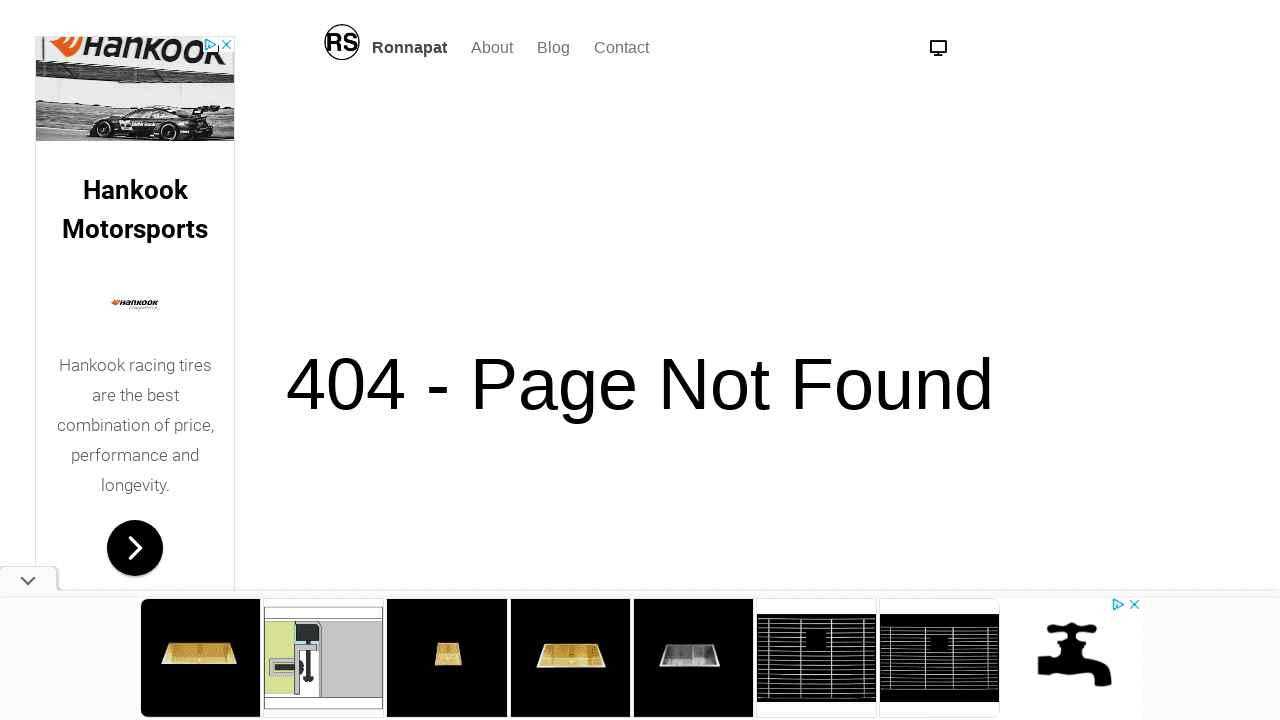 RS
Ronnapat About Blog Contact
HANKOOK
Hankook
Motorsports
HANKOOK
Hankook racing tires
are the best
combination of price,
performance and
longevity.
404 - Page Not Found